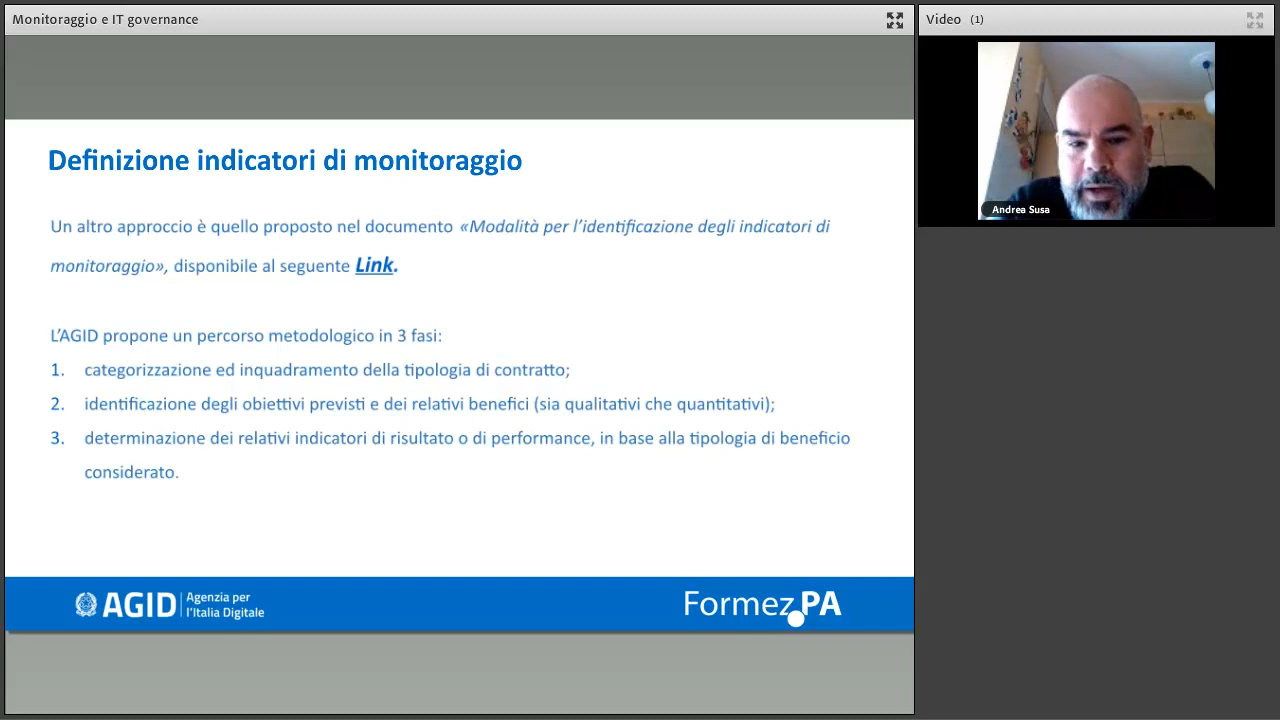 Monitoraggio e IT governance
Video (1)
Andrea Susa
Definizione indicatori di monitoraggio
Un altro approccio è quello proposto nel documento «Modalità per l'identificazione degli indicatori di
monitoraggio», disponibile al seguente Link.
L'AGID propone un percorso metodologico in 3 fasi:
1. categorizzazione ed inquadramento della tipologia di contratto;
2. identificazione degli obiettivi previsti e dei relativi benefici (sia qualitativi che quantitativi);
3. determinazione dei relativi indicatori di risultato o di performance, in base alla tipologia di beneficio
considerato.
AGID Agenzia per
l'Italia Digitale
Formez PA